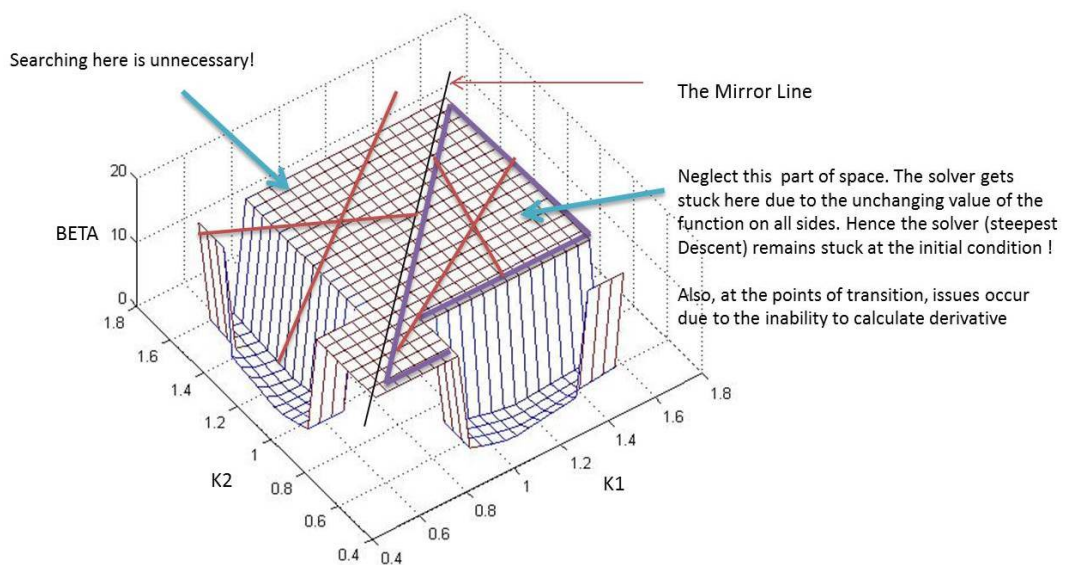 Searching here is unnecessary!
The Mirror Line
Neglect this part of space. The solver gets
stuck here due to the unchanging value of the
function on all sides. Hence the solver (steepest
Descent) remains stuck at the initial condition !
Also, at the points of transition, issues occur
due to the inability to calculate derivative
20
BETA
10
0
1.8
1.6
1.4
1.2
1
K2
0.8
0.6
0.4
0.4
0.6
0.8
1
K1
1.2
1.4
1.6
1.8